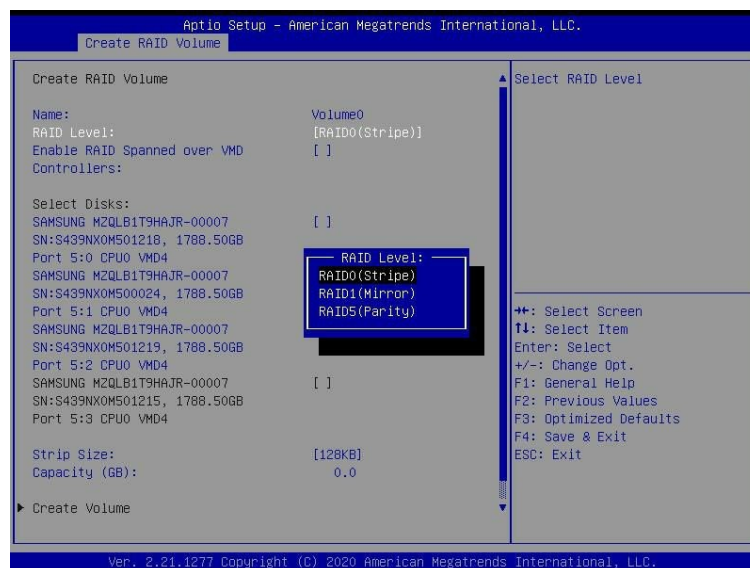 Aptio Setup – American Megatrends International, LLC.
Create RAID Volume
Create RAID Volume
Name: Volume0
RAID Level: [RAID0(Stripe)]
Enable RAID Spanned over VMD [ ]
Controllers:
Select Disks:
SAMSUNG MZQLB1T9HAJR-00007 [ ]
SN:S439NX0M501218, 1788.50GB
Port 5:0 CPU0 VMD4
SAMSUNG MZQLB1T9HAJR-00007
SN:S439NX0M500024, 1788.50GB
Port 5:1 CPU0 VMD4
SAMSUNG MZQLB1T9HAJR-00007
SN:S439NX0M501219, 1788.50GB
Port 5:2 CPU0 VMD4
SAMSUNG MZQLB1T9HAJR-00007 [ ]
SN:S439NX0M501215, 1788.50GB
Port 5:3 CPU0 VMD4
Strip Size: [128KB]
Capacity (GB): 0.0
Create Volume
RAID Level:
RAID0(Stripe)
RAID1(Mirror)
RAID5(Parity)
Select RAID Level
→←: Select Screen
↑↓: Select Item
Enter: Select
+/-: Change Opt.
F1: General Help
F2: Previous Values
F3: Optimized Defaults
F4: Save & Exit
ESC: Exit
Ver. 2.21.1277 Copyright (C) 2020 American Megatrends International, LLC.